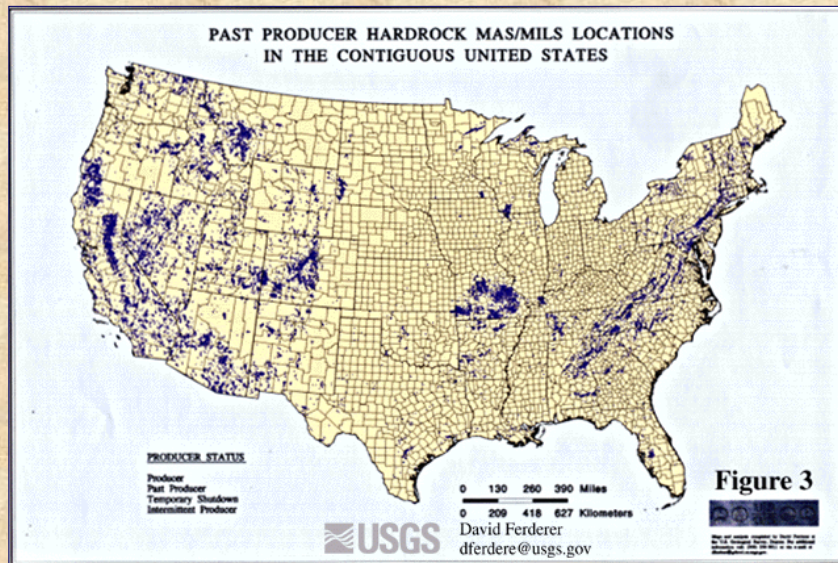 PAST PRODUCER HARDROCK MAS/MILS LOCATIONS
IN THE CONTIGUOUS UNITED STATES
PRODUCER STATUS
Producer
Past Producer
Temporary Shutdown
Intermittent Producer
0 130 260 390 Miles
0 209 418 627 Kilometers
USGS
David Ferderer
dferdere@usgs.gov
Figure 3